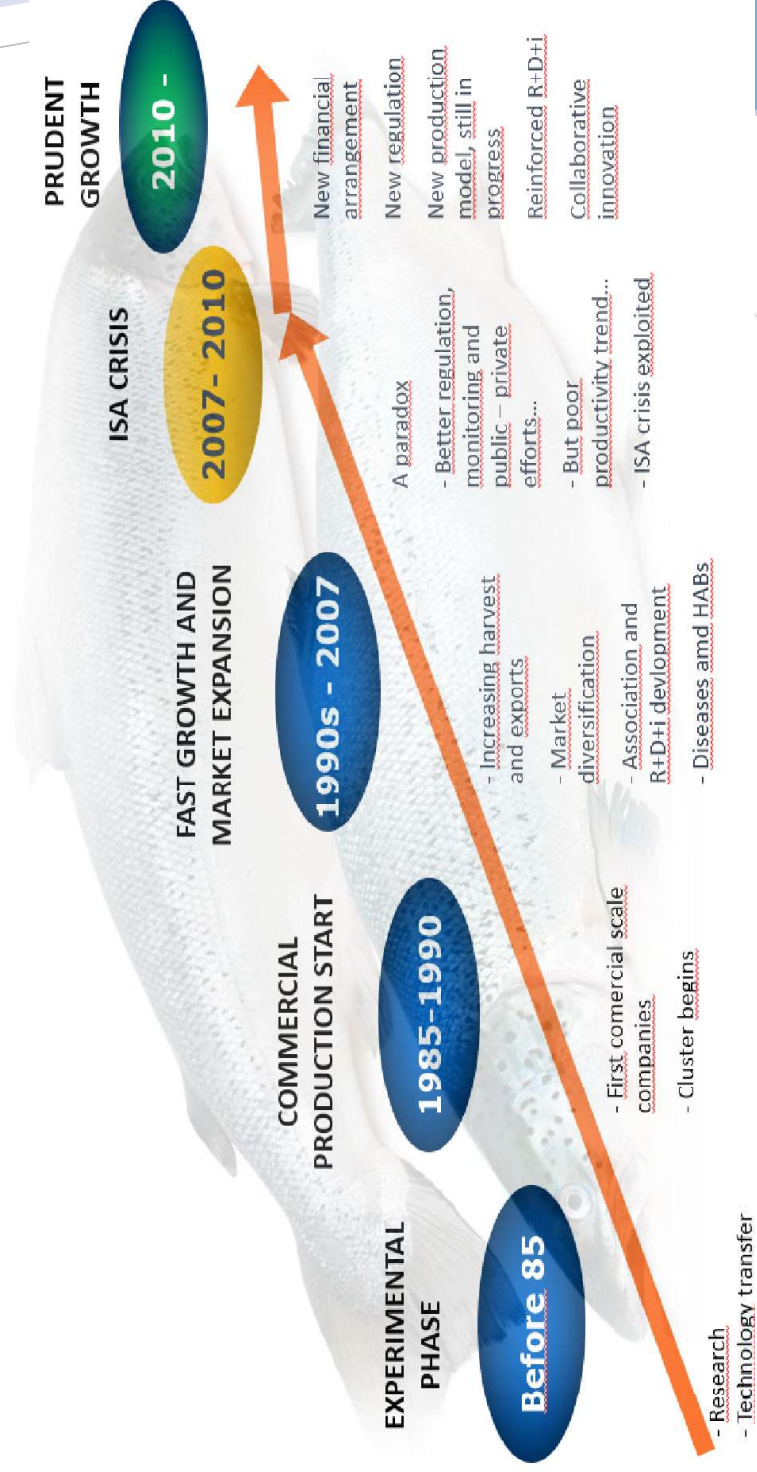 EXPERIMENTAL
PHASE
Before 85
- Research
- Technology transfer
COMMERCIAL
PRODUCTION START
1985-1990
- First comercial scale
companies
- Cluster begins
FAST GROWTH AND
MARKET EXPANSION
1990s - 2007
- Increasing harvest
and exports
- Market
diversification
- Association and
R+D+i devlopment
- Diseases amd HABs
ISA CRISIS
2007- 2010
A paradox
- Better regulation,
monitoring and
public – private
efforts...
- But poor
productivity trend...
- ISA crisis exploited
PRUDENT
GROWTH
2010 -
New financial
arrangement
New regulation
New production
model, still in
progress
Reinforced R+D+i
Collaborative
innovation